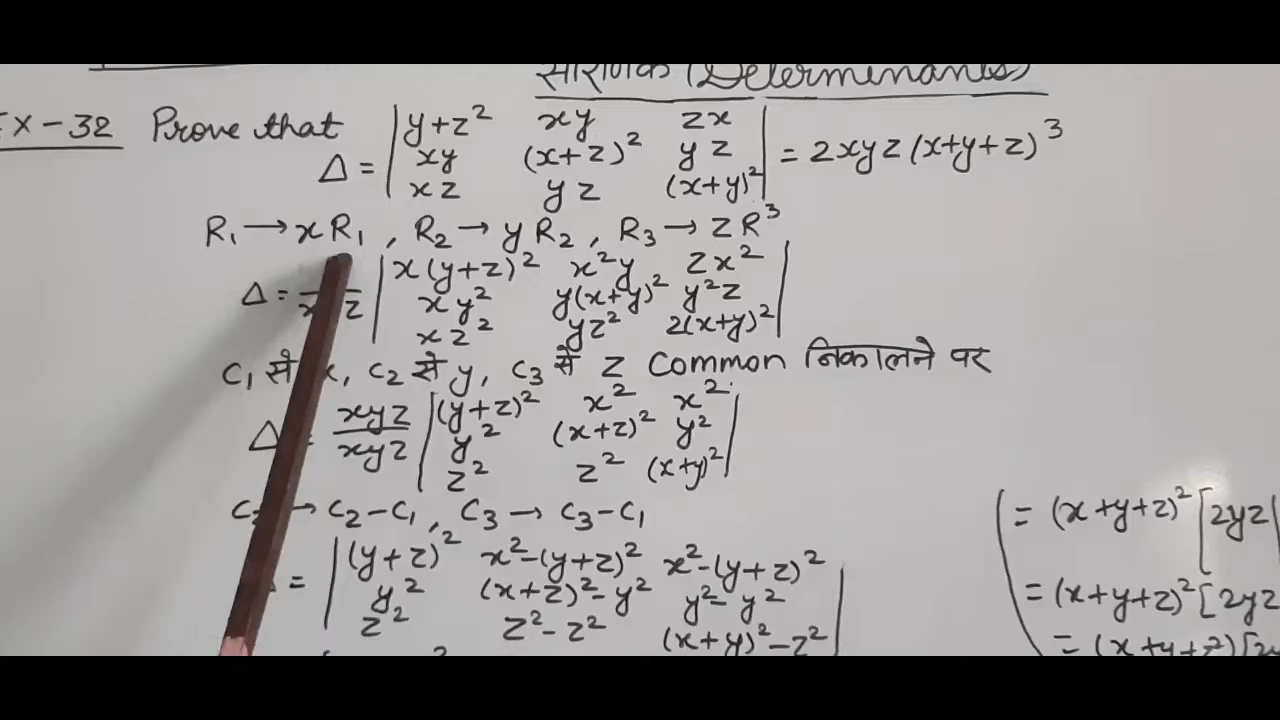 सारणिक (Determinants)
Ex-32 Prove that
Δ = | y+z² xy zx |
| xy (x+z)² yz | = 2xyz(x+y+z)³
| xz yz (x+y)² |
R₁→xR₁, R₂→yR₂, R₃→zR³
Δ = | x(y+z)² x²y zx² |
| xy² y(x+y)² y²z |
| xz² yz² z(x+y)² |
C₁ से x, C₂ से y, C₃ से z Common निकालने पर
Δ = xyz/xyz | (y+z)² x² x² |
| y² (x+z)² y² |
| z² z² (x+y)² |
→ C₂-C₁, C₃→ C₃-C₁
= | (y+z)² x²-(y+z)² x²-(y+z)² |
| y² (x+z)²-y² y²-y² |
| z² z²-z² (x+y)²-z² |
= (x+y+z)² [2yz
= (x+y+z)² [2yz
= (x+y+z)